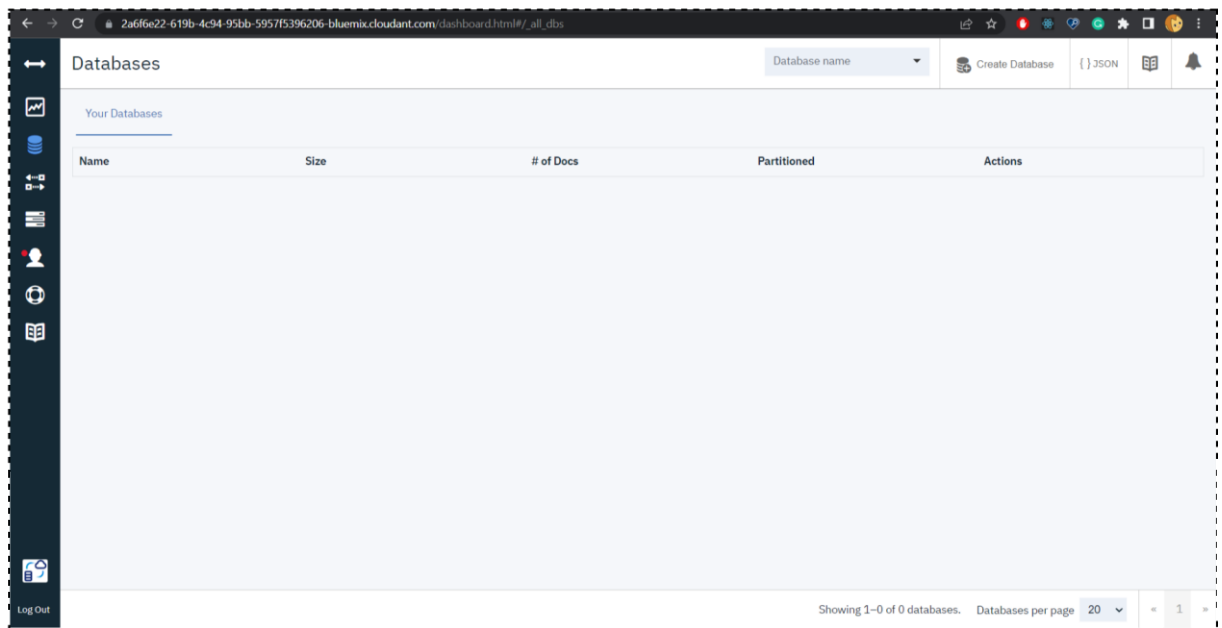 2a6f6e22-619b-4c94-95bb-5957f5396206-bluemix.cloudant.com/dashboard.html#/_all_dbs
Databases
Database name
Create Database
{ } JSON
Your Databases
Name Size # of Docs Partitioned Actions
Log Out
Showing 1–0 of 0 databases. Databases per page 20 « 1 »